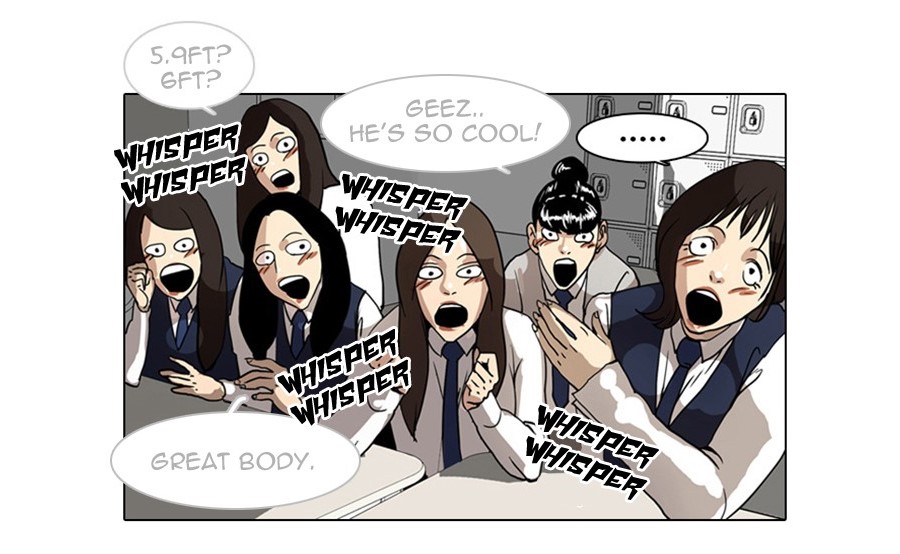 5.9FT?
6FT?
GEEZ..
HE'S SO COOL!
.....
WHISPER
WHISPER
WHISPER
WHISPER
WHISPER
WHISPER
GREAT BODY.
WHISPER
WHISPER